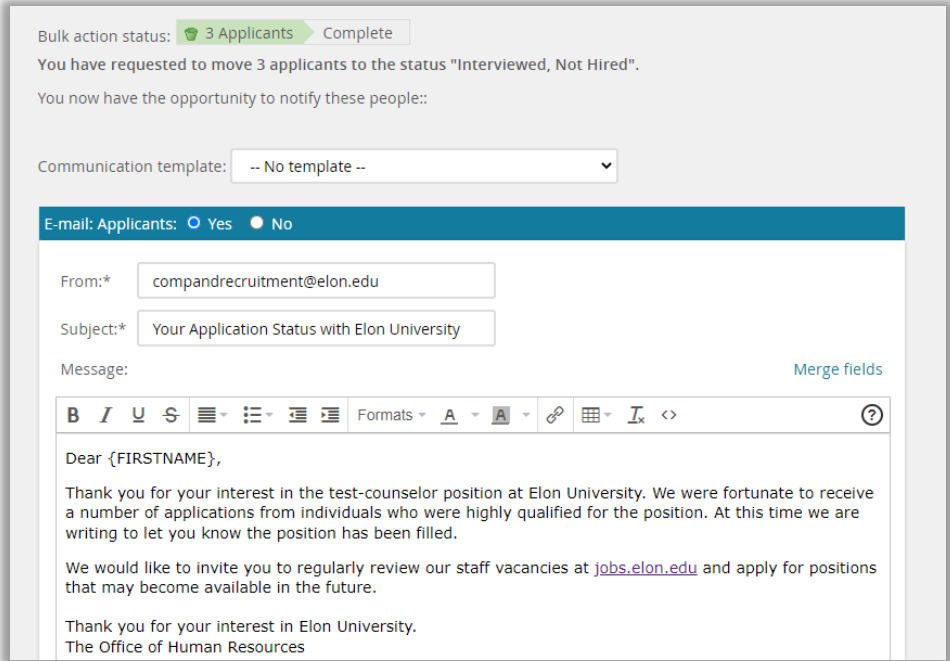 Bulk action status: 3 Applicants Complete
You have requested to move 3 applicants to the status "Interviewed, Not Hired".
You now have the opportunity to notify these people::
Communication template: -- No template --
E-mail: Applicants: Yes No
From:* compandrecruitment@elon.edu
Subject:* Your Application Status with Elon University
Message: Merge fields
B I U S Formats A A Tx <> ?
Dear {FIRSTNAME},
Thank you for your interest in the test-counselor position at Elon University. We were fortunate to receive
a number of applications from individuals who were highly qualified for the position. At this time we are
writing to let you know the position has been filled.
We would like to invite you to regularly review our staff vacancies at jobs.elon.edu and apply for positions
that may become available in the future.
Thank you for your interest in Elon University.
The Office of Human Resources